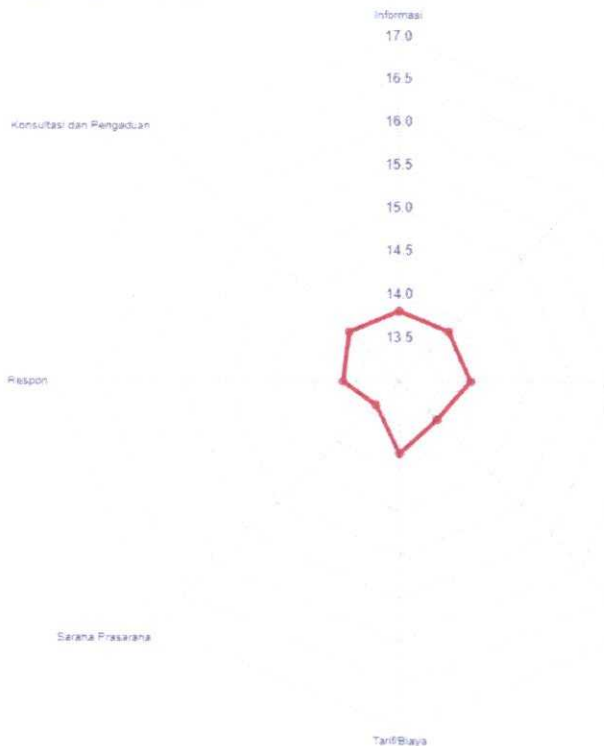 Informasi
17.0
16.5
Konsultasi dan Pengaduan
16.0
15.5
15.0
14.5
14.0
13.5
Respon
Sarana Prasarana
Tarif/Biaya